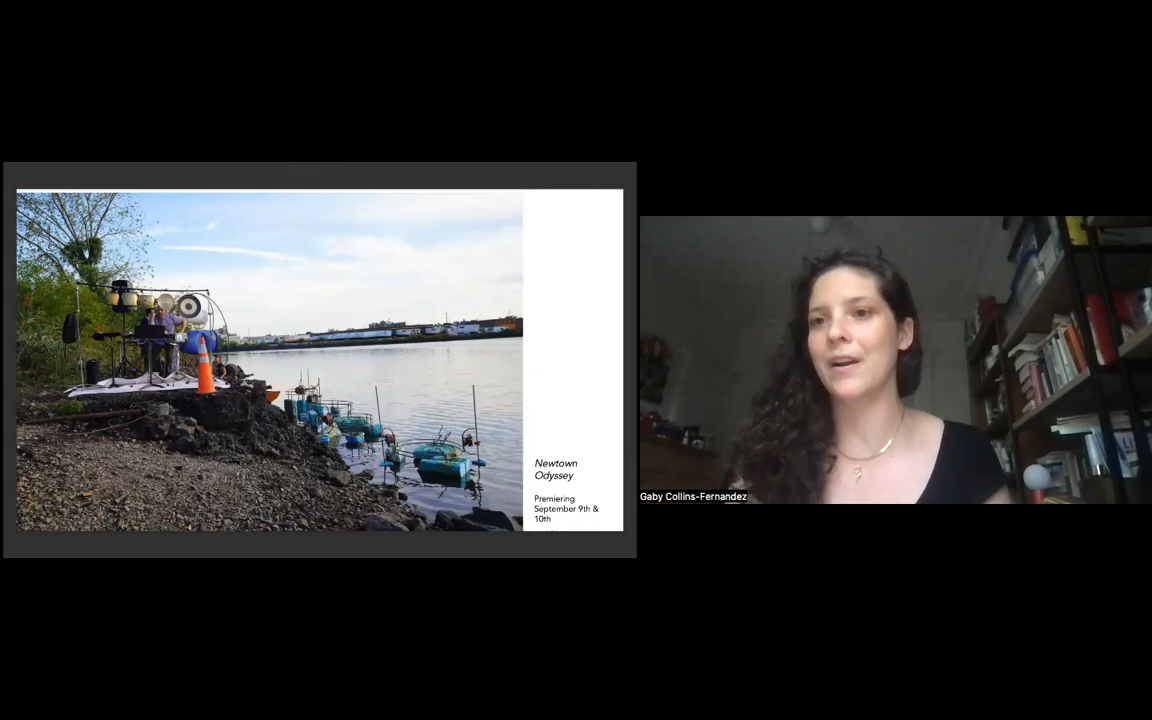 Newtown
Odyssey
Premiering
September 9th &
10th
Gaby Collins-Fernandez